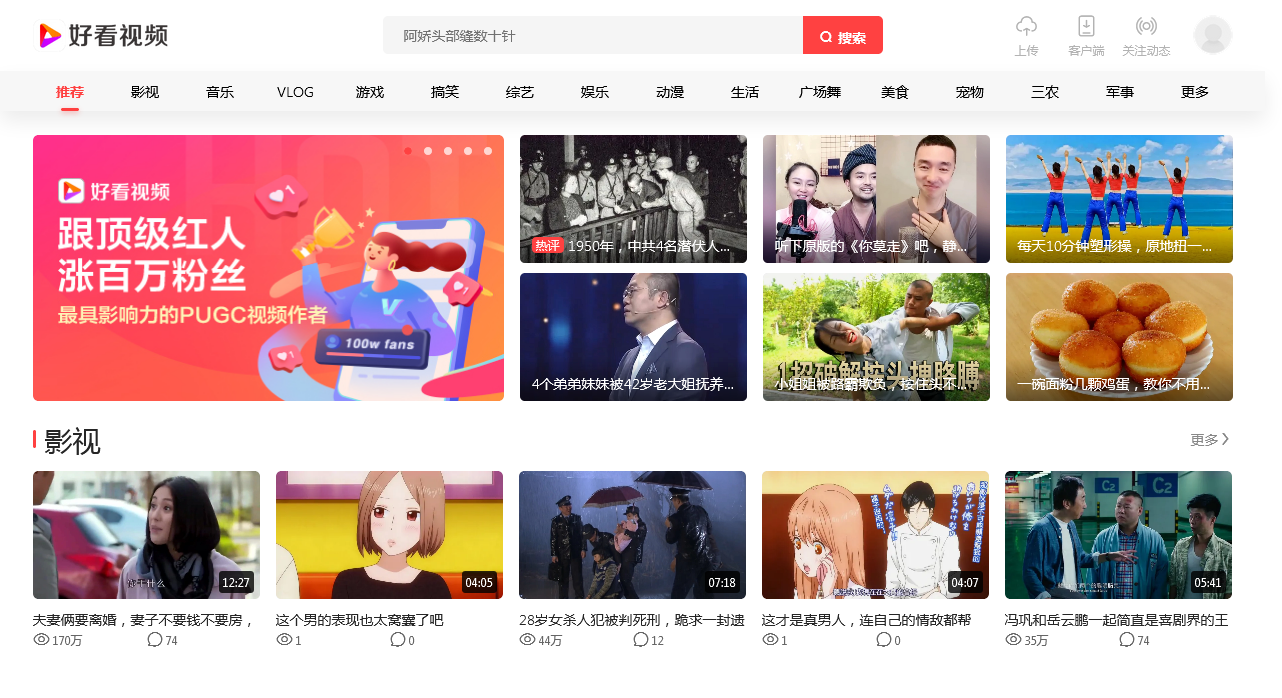 好看视频
阿娇头部缝数十针
搜索
上传
客户端
关注动态
推荐
影视
音乐
VLOG
游戏
搞笑
综艺
娱乐
动漫
生活
广场舞
美食
宠物
三农
军事
更多
好看视频
跟顶级红人
涨百万粉丝
最具影响力的PUGC视频作者
100w fans
热评 1950年，中共4名潜伏人...
听下原版的《你莫走》吧，静...
每天10分钟塑形操，原地扭一...
4个弟弟妹妹被42岁老大姐抚养...
小姐姐被路霸欺负，按住头不...
一碗面粉几颗鸡蛋，教你不用...
影视
更多
12:27
04:05
07:18
04:07
C2
C2
05:41
夫妻俩要离婚，妻子不要钱不要房，
这个男的表现也太窝囊了吧
28岁女杀人犯被判死刑，跪求一封遗
这才是真男人，连自己的情敌都帮
冯巩和岳云鹏一起简直是喜剧界的王
170万
74
1
0
44万
12
1
0
35万
74